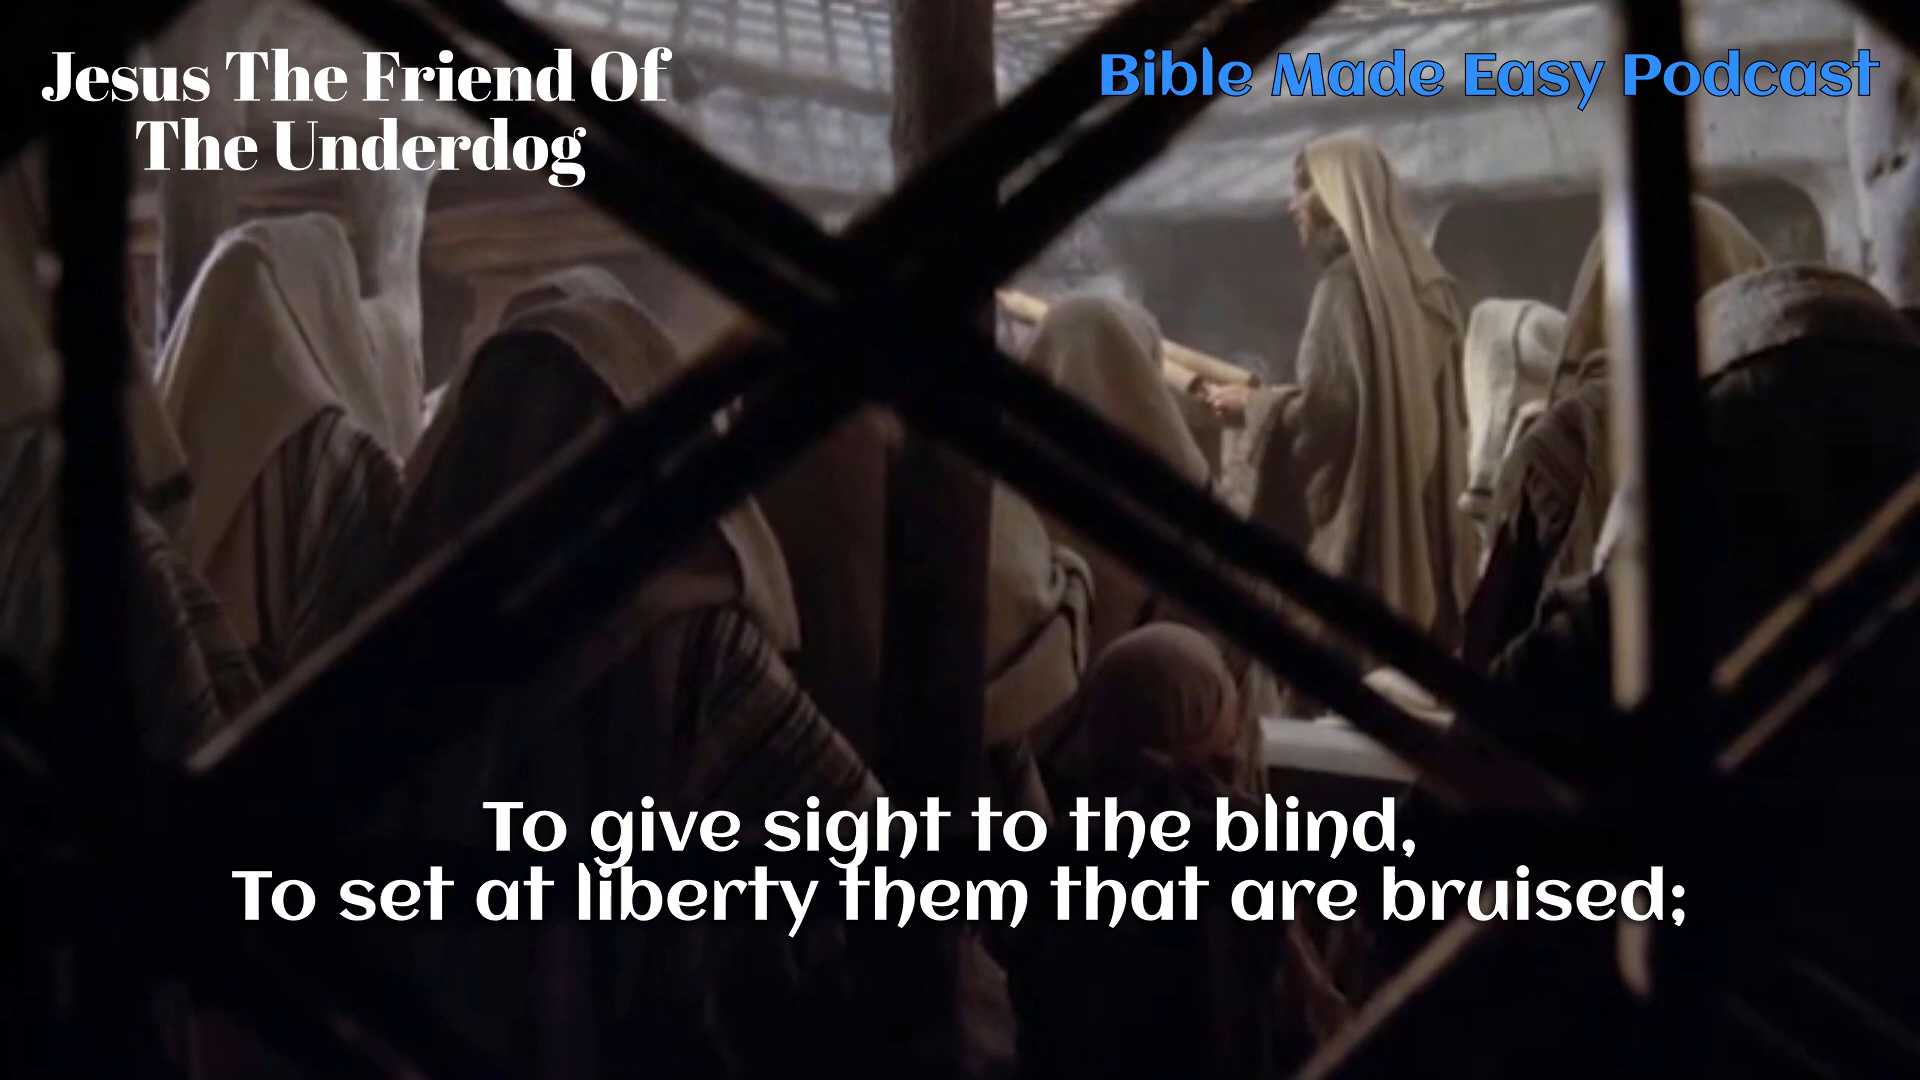 Jesus The Friend Of
The Underdog
Bible Made Easy Podcast
To give sight to the blind,
To set at liberty them that are bruised;